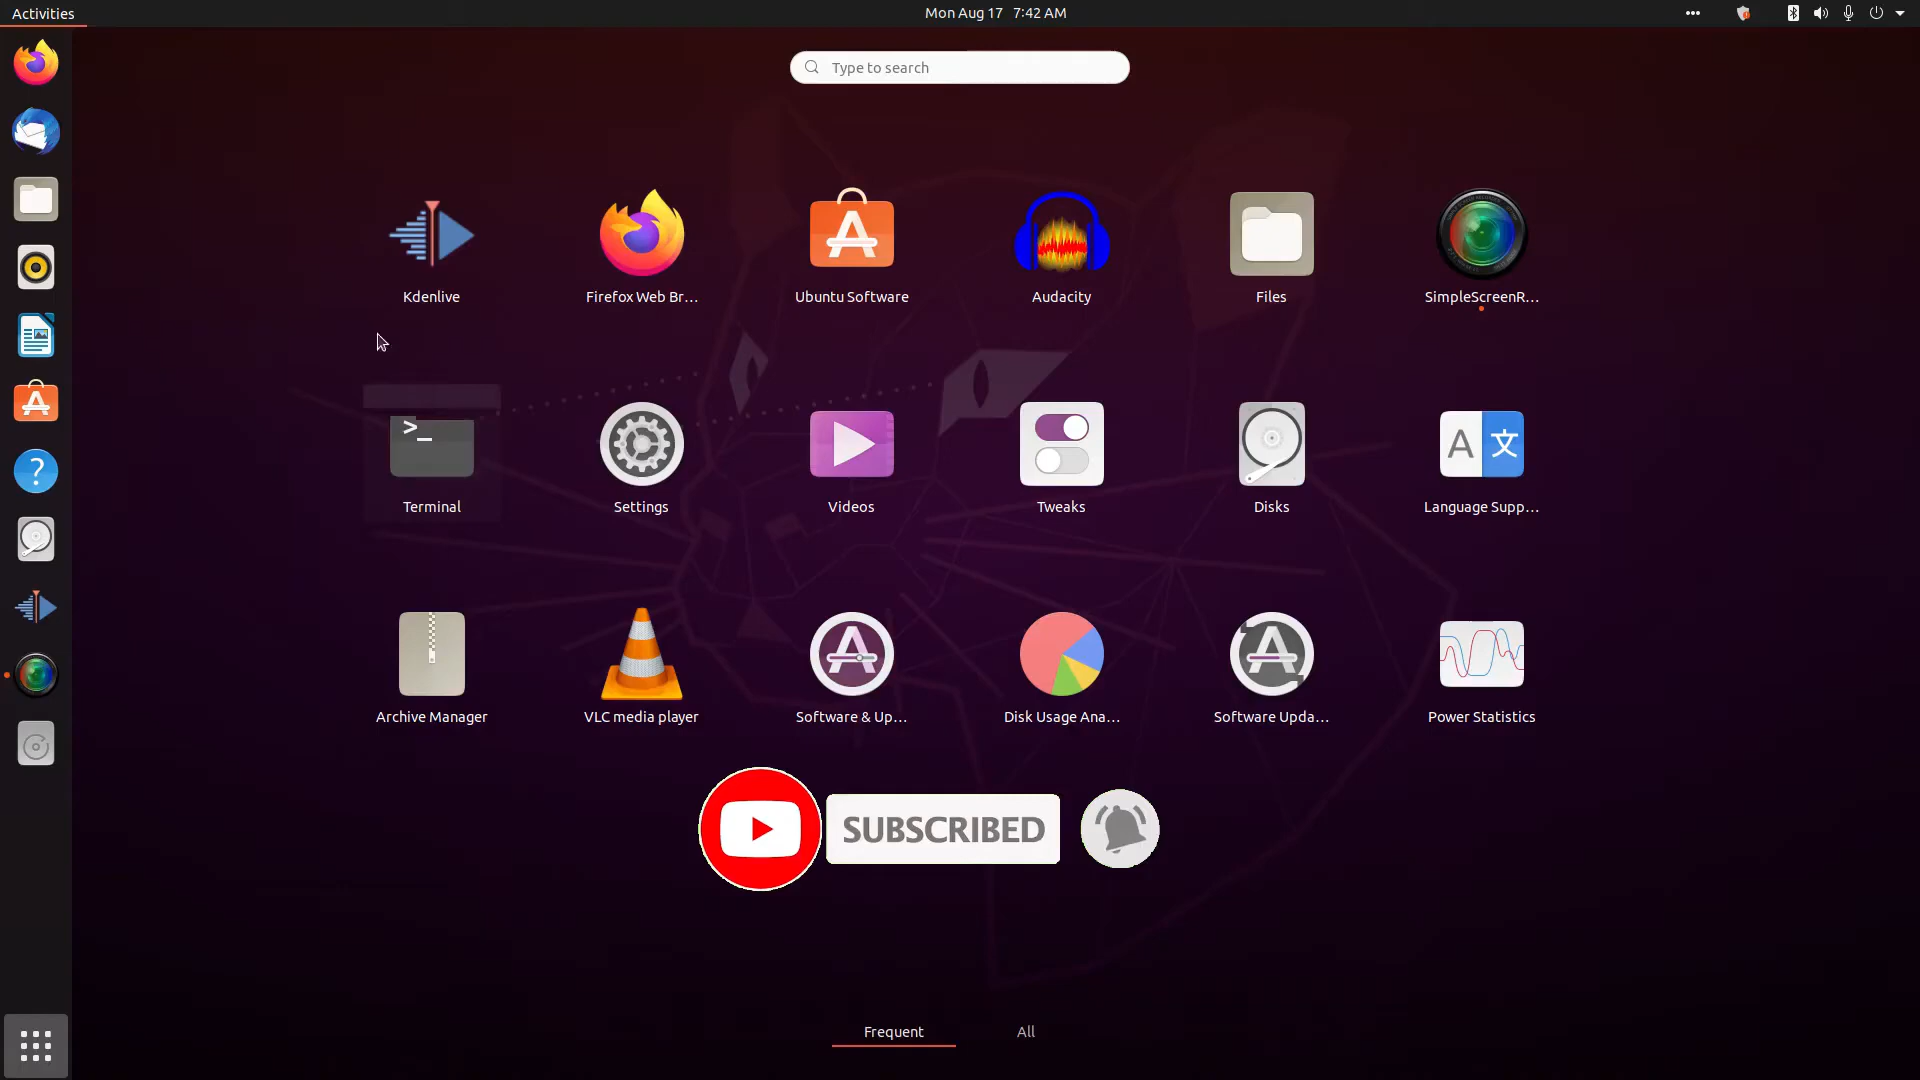 Activities
Mon Aug 17 7:42 AM
Type to search
Kdenlive
Firefox Web Br...
Ubuntu Software
Audacity
Files
SimpleScreenR...
>_
A 文
Terminal
Settings
Videos
Tweaks
Disks
Language Supp...
Archive Manager
VLC media player
Software & Up...
Disk Usage Ana...
Software Upda...
Power Statistics
SUBSCRIBED
Frequent
All